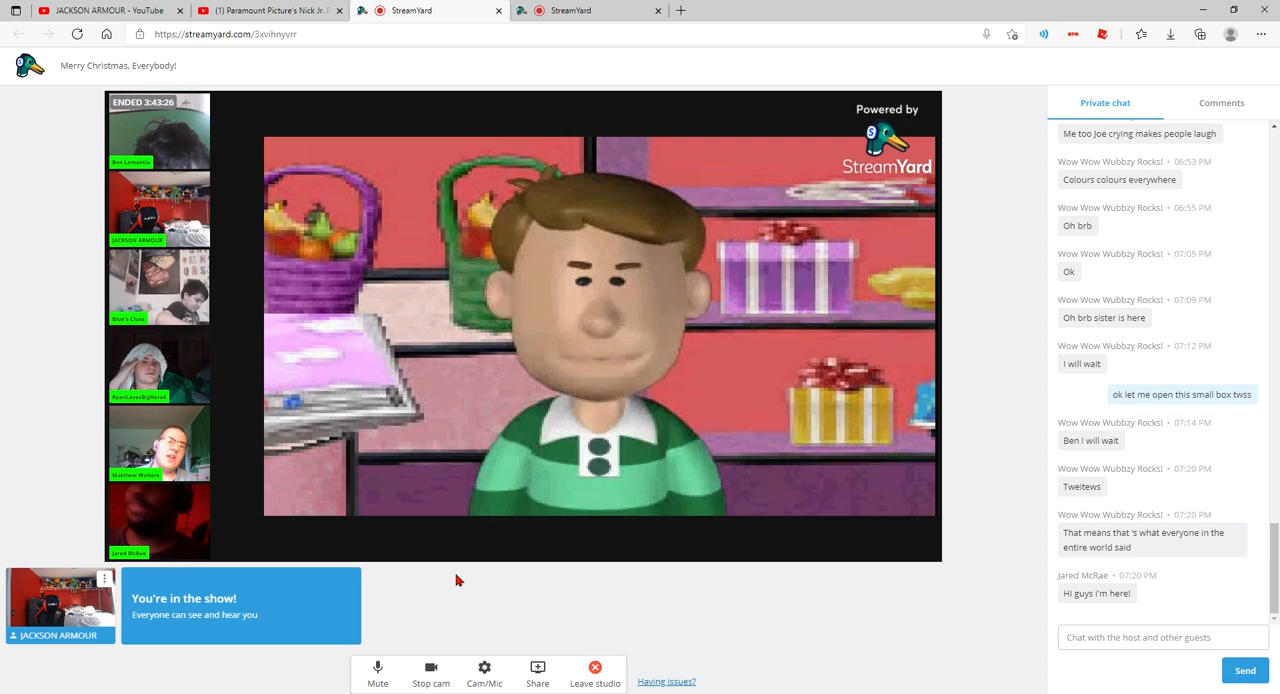 JACKSON ARMOUR - YouTube
(1) Paramount Picture's Nick Jr. F
StreamYard
StreamYard
https://streamyard.com/3xvihnyvrr
Merry Christmas, Everybody!
ENDED 3:43:26
Ben Lamantia
JACKSON ARMOUR
Blue's Clues
RyanLovesBigHero6
Matthew Walters
Jared McRae
Powered by
StreamYard
JACKSON ARMOUR
You're in the show!
Everyone can see and hear you
Mute
Stop cam
Cam/Mic
Share
Leave studio
Having issues?
Private chat
Comments
Me too Joe crying makes people laugh
Wow Wow Wubbzy Rocks! • 06:53 PM
Colours colours everywhere
Wow Wow Wubbzy Rocks! • 06:55 PM
Oh brb
Wow Wow Wubbzy Rocks! • 07:05 PM
Ok
Wow Wow Wubbzy Rocks! • 07:09 PM
Oh brb sister is here
Wow Wow Wubbzy Rocks! • 07:12 PM
I will wait
ok let me open this small box twss
Wow Wow Wubbzy Rocks! • 07:14 PM
Ben I will wait
Wow Wow Wubbzy Rocks! • 07:20 PM
Tweitews
Wow Wow Wubbzy Rocks! • 07:20 PM
That means that 's what everyone in the
entire world said
Jared McRae • 07:20 PM
HI guys i'm here!
Chat with the host and other guests
Send